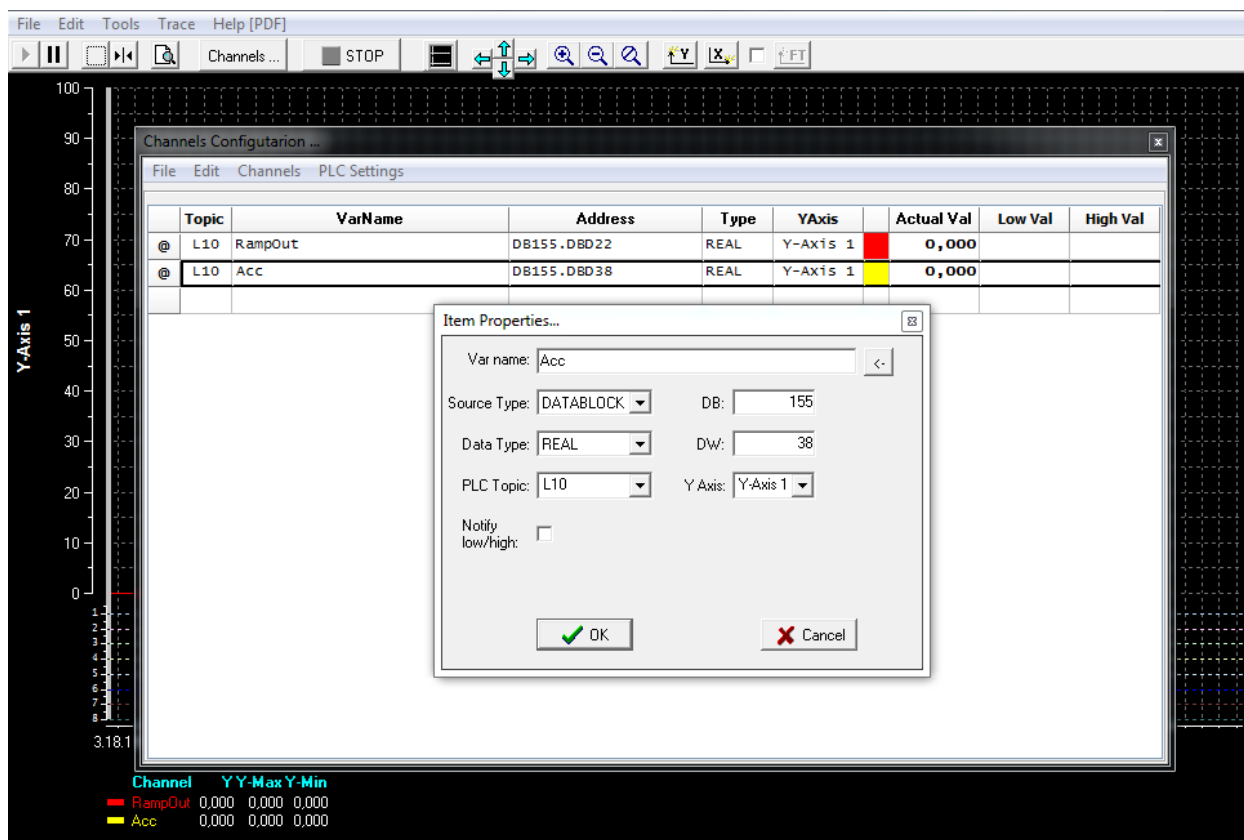 File Edit Tools Trace Help [PDF]
Channels ... STOP Y X FT
100
90
80
70
60
50
40
30
20
10
0
Y-Axis 1
1
2
3
4
5
6
7
8
3.18.1
Channels Configutarion ...
File Edit Channels PLC Settings
Topic VarName Address Type YAxis Actual Val Low Val High Val
@ L10 RampOut DB155.DBD22 REAL Y-Axis 1 0,000
@ L10 Acc DB155.DBD38 REAL Y-Axis 1 0,000
Item Properties...
Var name: Acc <-
Source Type: DATABLOCK DB: 155
Data Type: REAL DW: 38
PLC Topic: L10 Y Axis: Y-Axis 1
Notify
low/high:
OK Cancel
Channel Y Y-Max Y-Min
RampOut 0,000 0,000 0,000
Acc 0,000 0,000 0,000